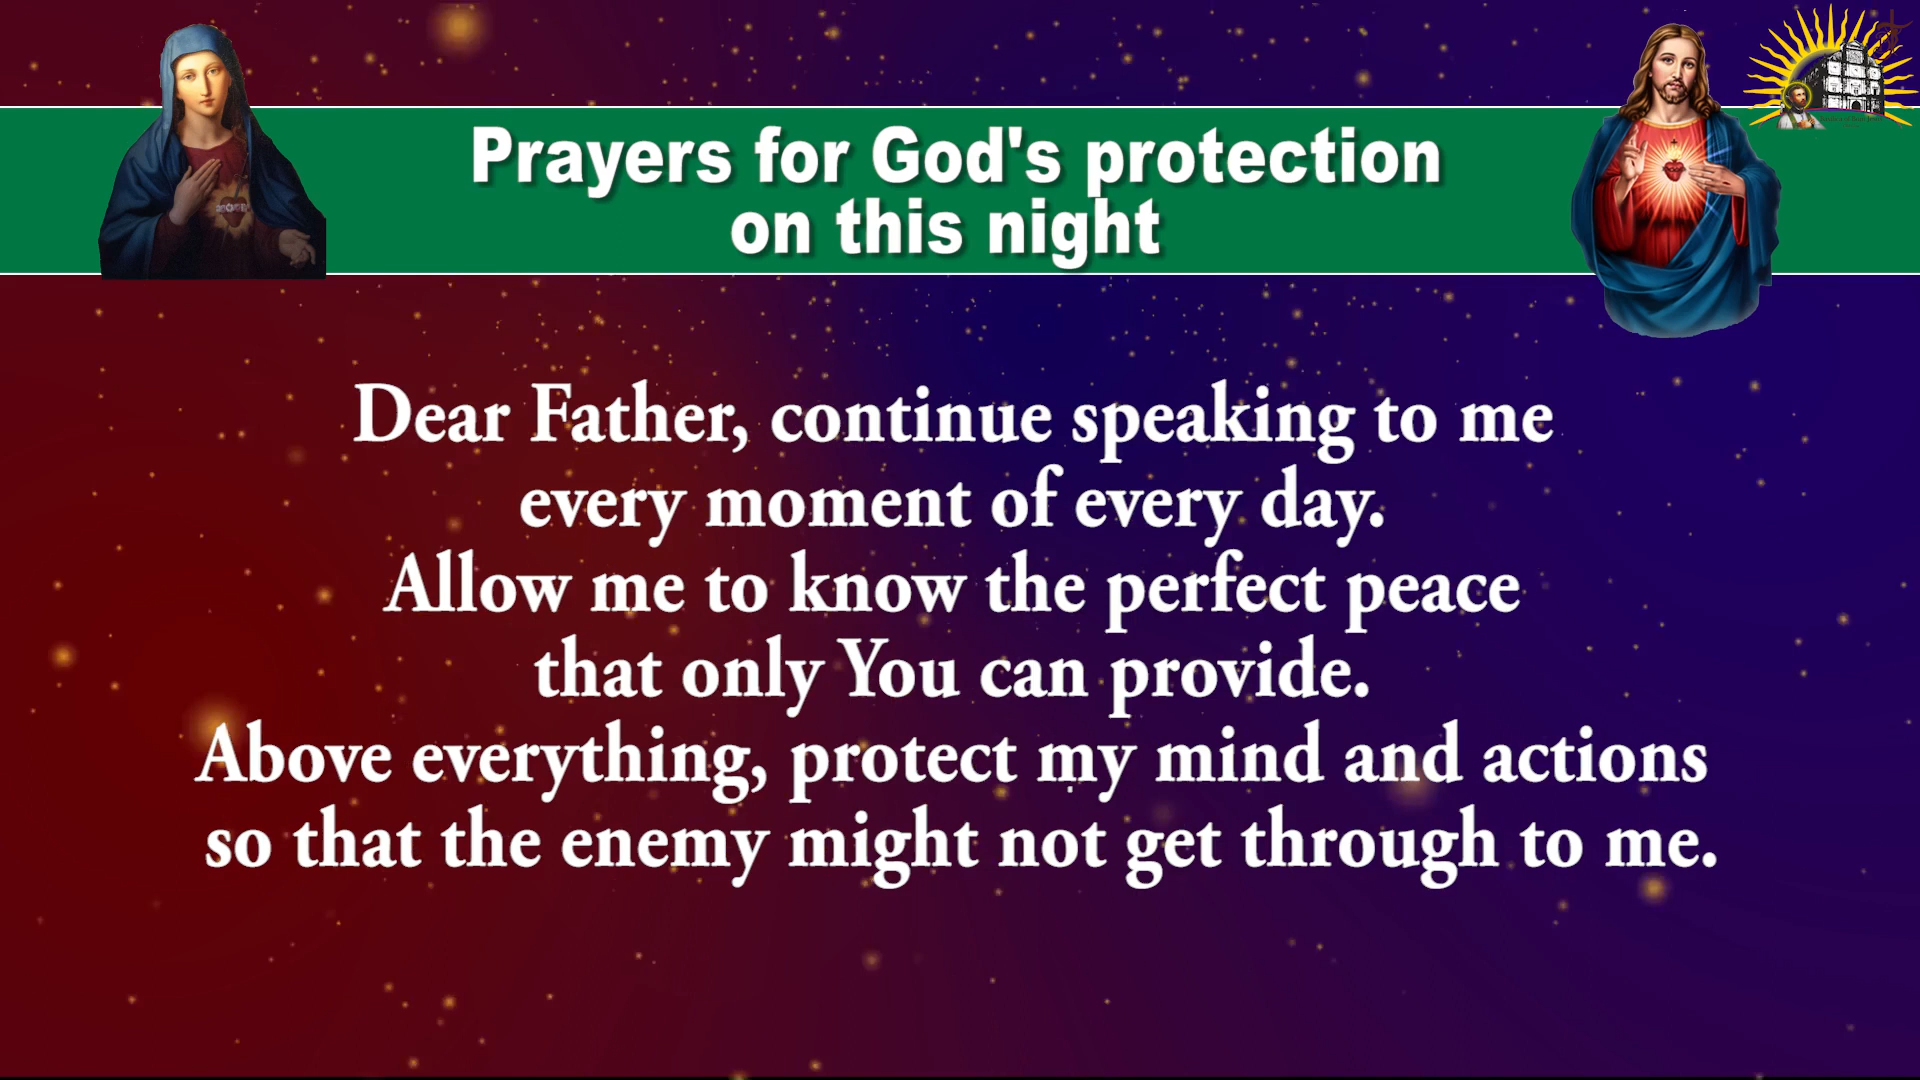 Prayers for God's protection
on this night
Dear Father, continue speaking to me
every moment of every day.
Allow me to know the perfect peace
that only You can provide.
Above everything, protect my mind and actions
so that the enemy might not get through to me.